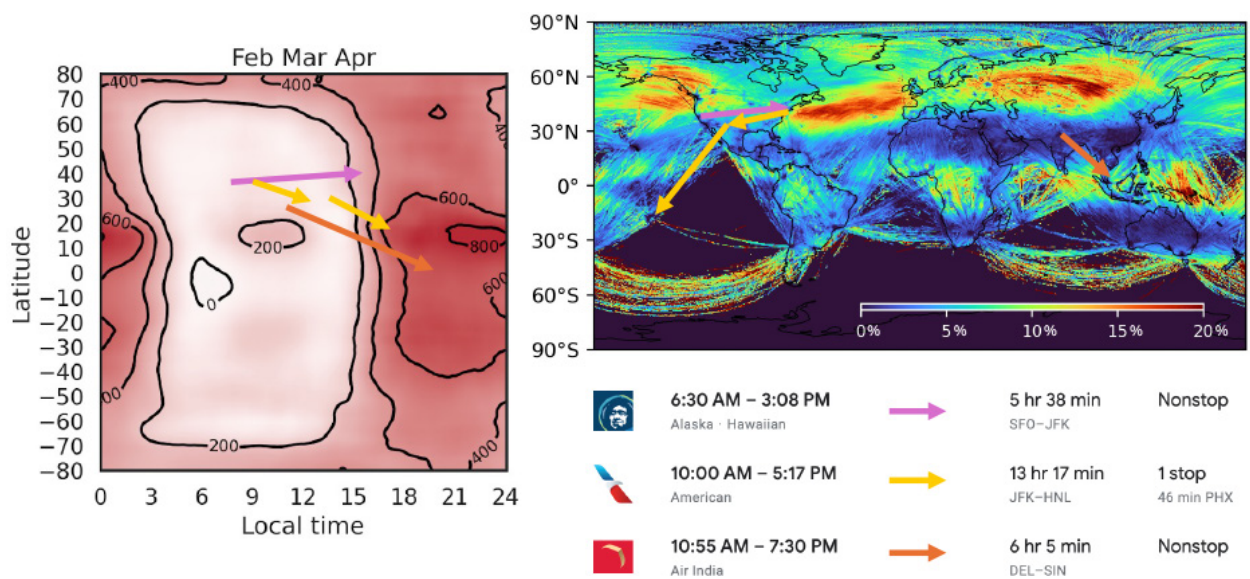 Feb Mar Apr
80
70
60
50
40
30
20
10
0
−10
−20
−30
−40
−50
−60
−70
−80
Latitude
400
400
600
600
800
200
0
600
400
200
0 3 6 9 12 15 18 21 24
Local time
90°N
60°N
30°N
0°
30°S
60°S
90°S
0% 5% 10% 15% 20%
6:30 AM – 3:08 PM 5 hr 38 min Nonstop
Alaska · Hawaiian SFO–JFK
10:00 AM – 5:17 PM 13 hr 17 min 1 stop
American JFK–HNL 46 min PHX
10:55 AM – 7:30 PM 6 hr 5 min Nonstop
Air India DEL–SIN